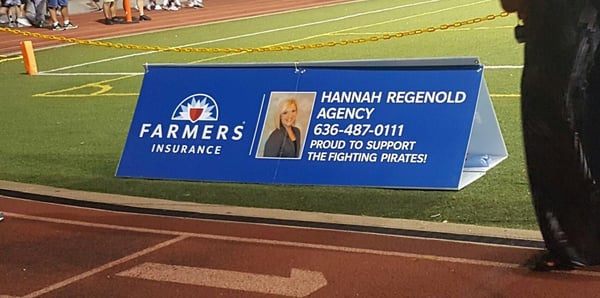 FARMERS
INSURANCE
HANNAH REGENOLD
AGENCY
636-487-0111
PROUD TO SUPPORT
THE FIGHTING PIRATES!